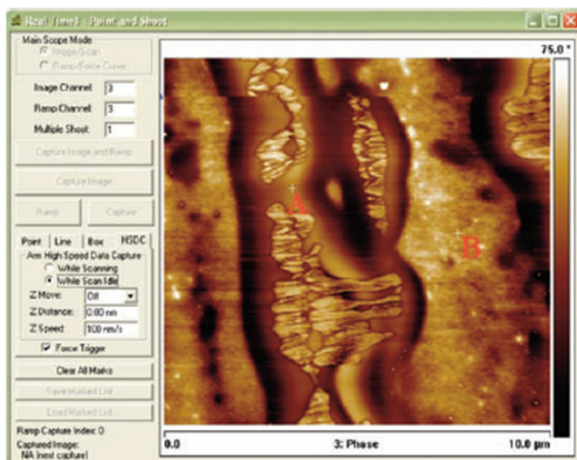 Real Time3 : Point and Shoot
Main Scope Mode
Image/Scan
Ramp/Force Curve
Image Channel: 3
Ramp Channel: 3
Multiple Shoot: 1
Capture Image and Ramp
Capture Image
Ramp Capture
Point Line Box HSDC
Arm High Speed Data Capture
While Scanning
While Scan Idle
Z Move: Off
Z Distance: 0.00 nm
Z Speed: 100 nm/s
Force Trigger
Clear All Marks
Save Marked List...
Load Marked List...
Ramp Capture Index: 0
Captured Image:
NA (next capture)
75.0 °
A
B
0.0 3: Phase 10.0 µm